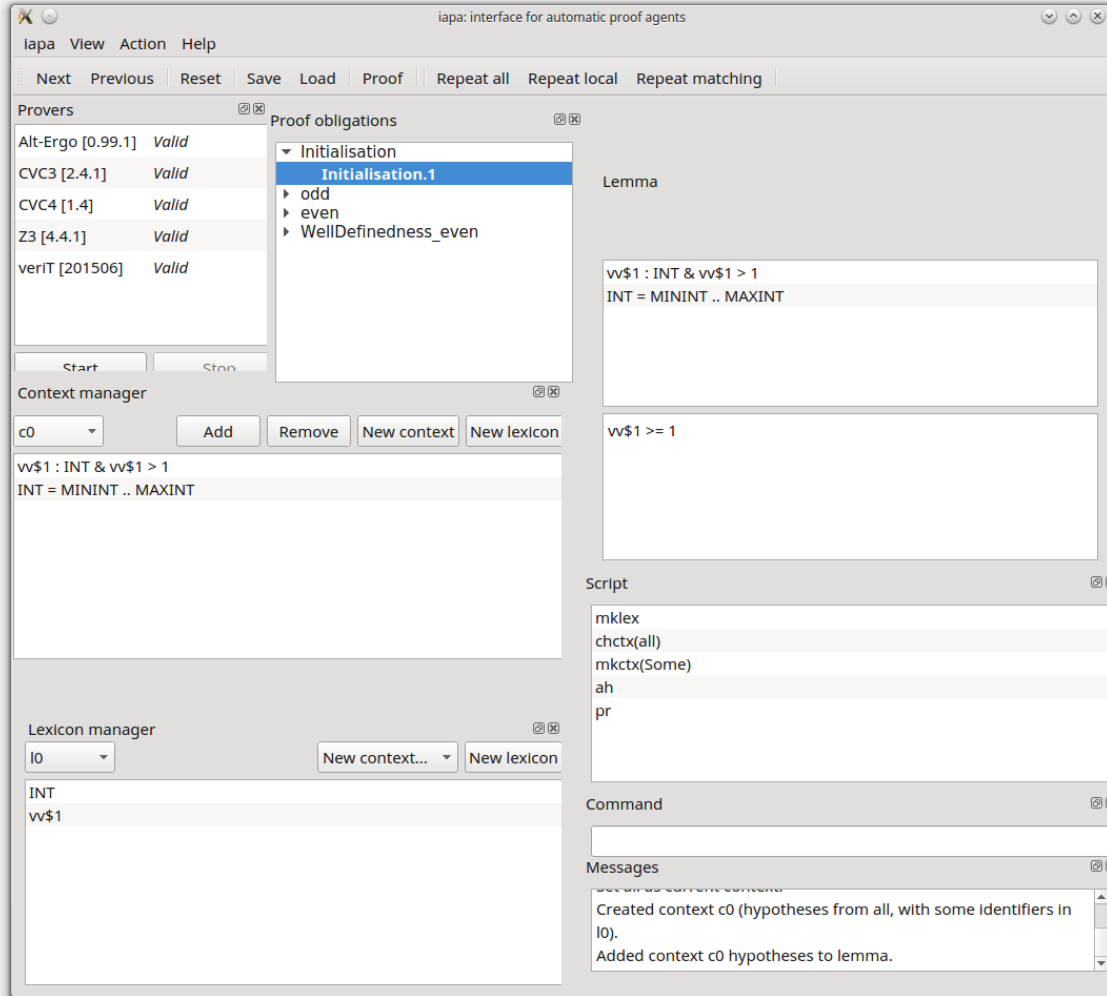 iapa: interface for automatic proof agents
iapa View Action Help
Next Previous Reset Save Load Proof Repeat all Repeat local Repeat matching
Provers
Alt-Ergo [0.99.1] Valid
CVC3 [2.4.1] Valid
CVC4 [1.4] Valid
Z3 [4.4.1] Valid
veriT [201506] Valid
Start Stop
Proof obligations
Initialisation
Initialisation.1
odd
even
WellDefinedness_even
Lemma
vv$1 : INT & vv$1 > 1
INT = MININT .. MAXINT
vv$1 >= 1
Context manager
c0 Add Remove New context New lexicon
vv$1 : INT & vv$1 > 1
INT = MININT .. MAXINT
Lexicon manager
l0 New context... New lexicon
INT
vv$1
Script
mklex
chctx(all)
mkctx(Some)
ah
pr
Command
Messages
Set all as current context.
Created context c0 (hypotheses from all, with some identifiers in
l0).
Added context c0 hypotheses to lemma.